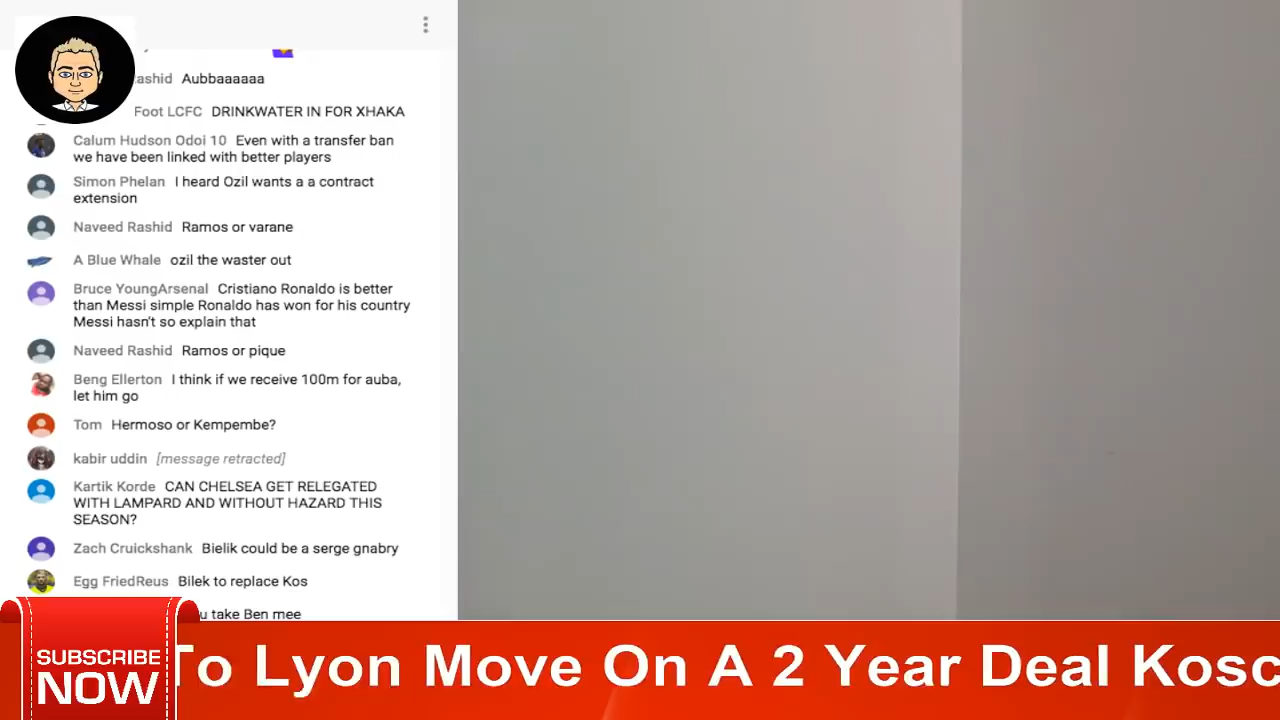 ashid Aubbaaaaaa
Foot LCFC DRINKWATER IN FOR XHAKA
Calum Hudson Odoi 10 Even with a transfer ban
we have been linked with better players
Simon Phelan I heard Ozil wants a a contract
extension
Naveed Rashid Ramos or varane
A Blue Whale ozil the waster out
Bruce YoungArsenal Cristiano Ronaldo is better
than Messi simple Ronaldo has won for his country
Messi hasn't so explain that
Naveed Rashid Ramos or pique
Beng Ellerton I think if we receive 100m for auba,
let him go
Tom Hermoso or Kempembe?
kabir uddin [message retracted]
Kartik Korde CAN CHELSEA GET RELEGATED
WITH LAMPARD AND WITHOUT HAZARD THIS
SEASON?
Zach Cruickshank Bielik could be a serge gnabry
Egg FriedReus Bilek to replace Kos
u take Ben mee
SUBSCRIBE
NOW
To Lyon Move On A 2 Year Deal Kosc